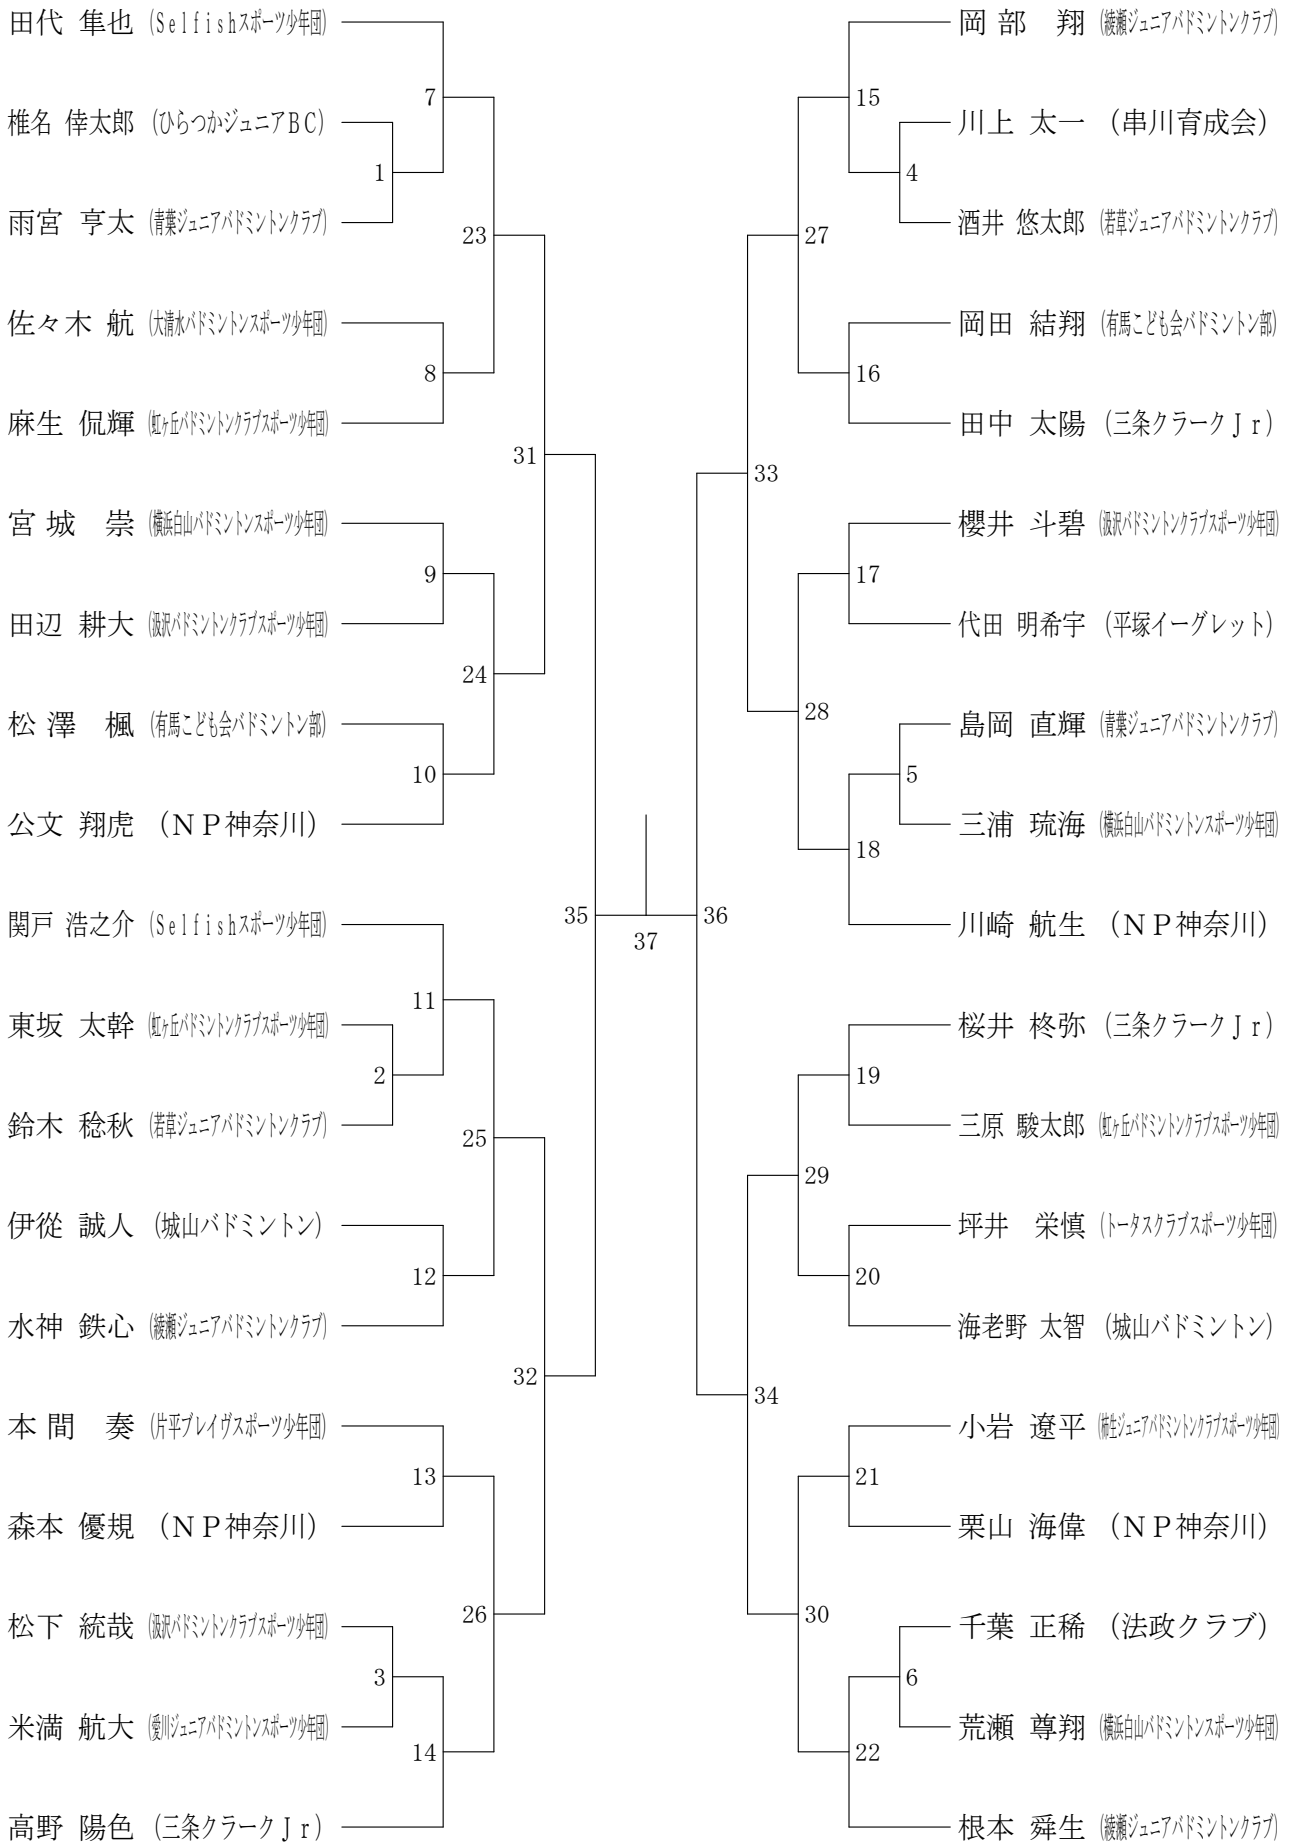 田代 隼也 (Selfishスポーツ少年団)
7
椎名 倖太郎 (ひらつかジュニアBC)
1
雨宮 亨太 (青葉ジュニアバドミントンクラブ)
23
佐々木 航 (大清水バドミントンスポーツ少年団)
8
麻生 侃輝 (虹ヶ丘バドミントンクラブスポーツ少年団)
31
宮城 崇 (横浜白山バドミントンスポーツ少年団)
9
田辺 耕大 (汲沢バドミントンクラブスポーツ少年団)
24
松澤 楓 (有馬こども会バドミントン部)
10
公文 翔虎 (NP神奈川)
35
関戸 浩之介 (Selfishスポーツ少年団)
11
東坂 太幹 (虹ヶ丘バドミントンクラブスポーツ少年団)
2
鈴木 稔秋 (若草ジュニアバドミントンクラブ)
25
伊從 誠人 (城山バドミントン)
12
水神 鉄心 (綾瀬ジュニアバドミントンクラブ)
32
本間 奏 (片平ブレイヴスポーツ少年団)
13
森本 優規 (NP神奈川)
26
松下 統哉 (汲沢バドミントンクラブスポーツ少年団)
3
米満 航大 (愛川ジュニアバドミントンスポーツ少年団)
14
高野 陽色 (三条クラークJr)
37
岡部 翔 (綾瀬ジュニアバドミントンクラブ)
15
川上 太一 (串川育成会)
4
酒井 悠太郎 (若草ジュニアバドミントンクラブ)
27
岡田 結翔 (有馬こども会バドミントン部)
16
田中 太陽 (三条クラークJr)
33
櫻井 斗碧 (汲沢バドミントンクラブスポーツ少年団)
17
代田 明希宇 (平塚イーグレット)
28
島岡 直輝 (青葉ジュニアバドミントンクラブ)
5
三浦 琉海 (横浜白山バドミントンスポーツ少年団)
18
川崎 航生 (NP神奈川)
36
桜井 柊弥 (三条クラークJr)
19
三原 駿太郎 (虹ヶ丘バドミントンクラブスポーツ少年団)
29
坪井 栄慎 (トータスクラブスポーツ少年団)
20
海老野 太智 (城山バドミントン)
34
小岩 遼平 (柿生ジュニアバドミントンクラブスポーツ少年団)
21
栗山 海偉 (NP神奈川)
30
千葉 正稀 (法政クラブ)
6
荒瀬 尊翔 (横浜白山バドミントンスポーツ少年団)
22
根本 舜生 (綾瀬ジュニアバドミントンクラブ)